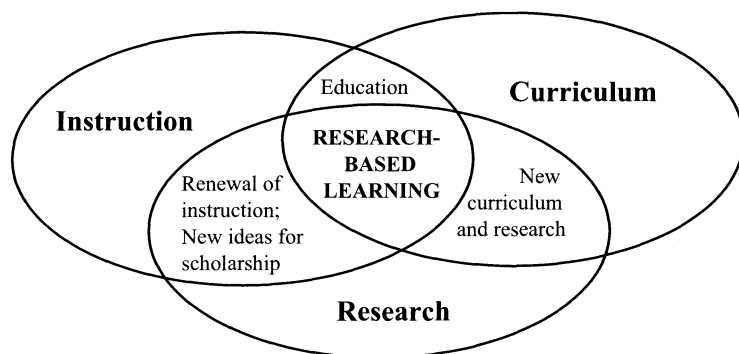 Education
Curriculum
Instruction
RESEARCH-
BASED
LEARNING
Renewal of
instruction;
New ideas for
scholarship
New
curriculum
and research
Research